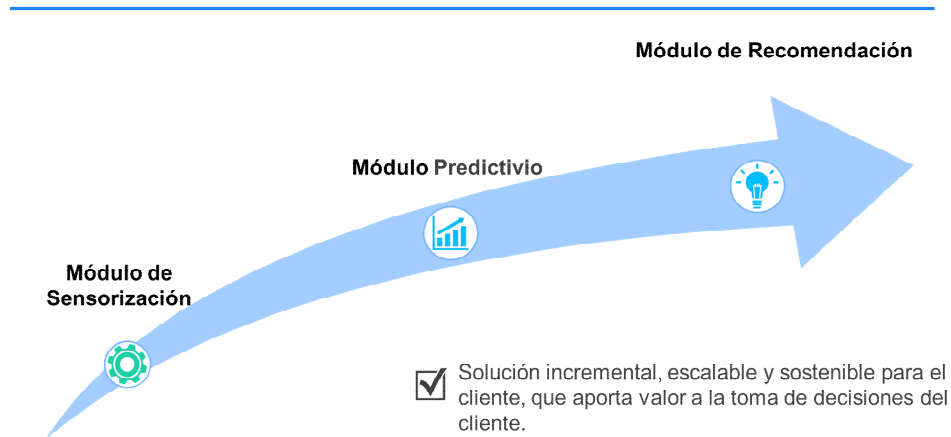 Módulo de Recomendación
Módulo Predictivio
Módulo de
Sensorización
Solución incremental, escalable y sostenible para el
cliente, que aporta valor a la toma de decisiones del
cliente.